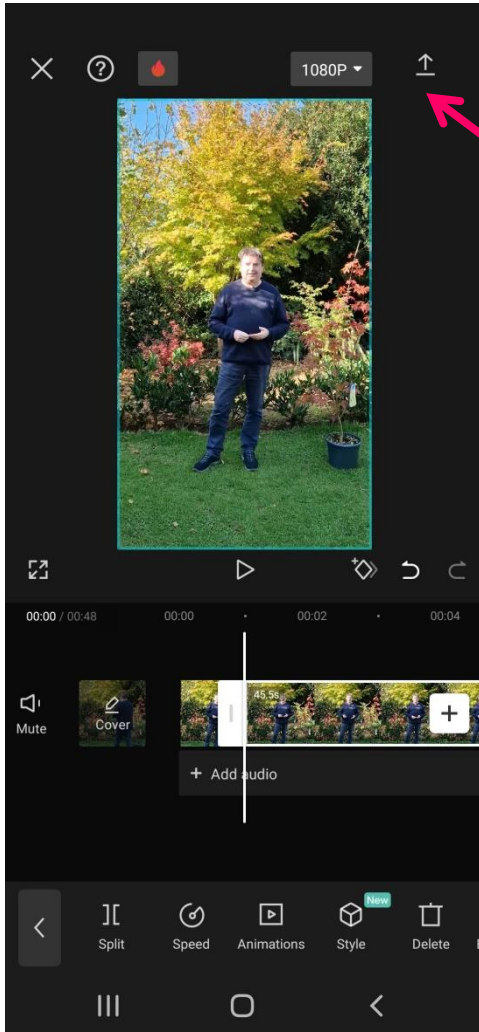 1080P
00:00 / 00:48
00:00
00:02
00:04
Mute
Cover
45.5s
+ Add audio
Split
Speed
Animations
Style
New
Delete